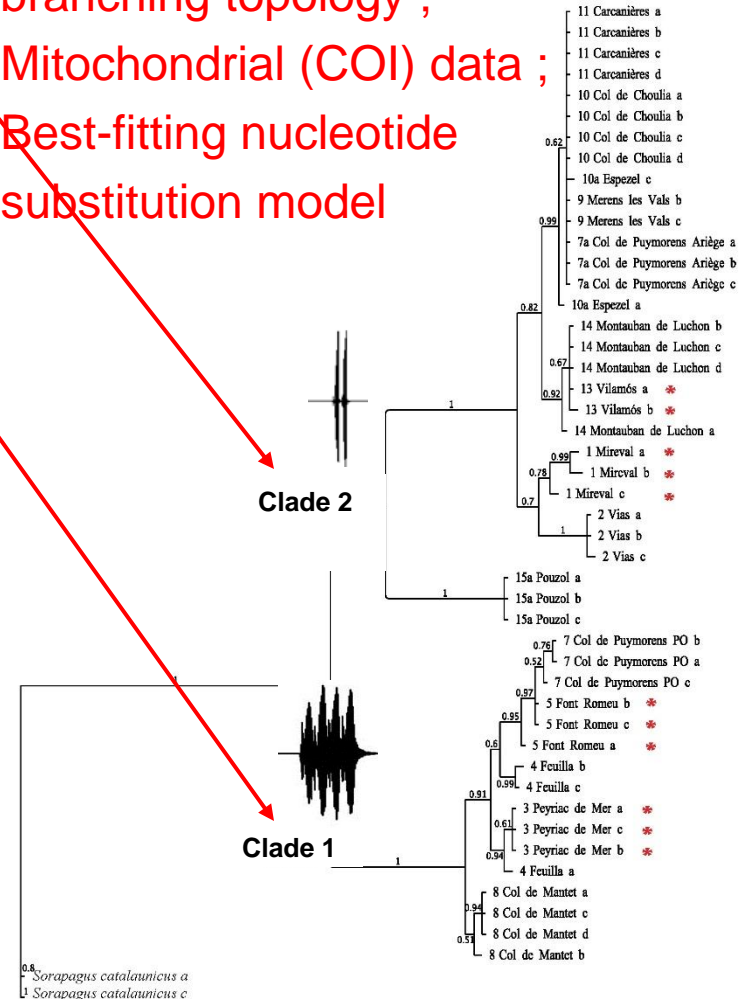 branching topology ;
Mitochondrial (COI) data ;
Best-fitting nucleotide
substitution model
11 Carcanières a
11 Carcanières b
11 Carcanières c
11 Carcanières d
10 Col de Choulia a
10 Col de Choulia b
0.62
10 Col de Choulia c
10 Col de Choulia d
10a Espezel c
9 Merens les Vals b
0.99
9 Merens les Vals c
7a Col de Puymorens Ariège a
7a Col de Puymorens Ariège b
7a Col de Puymorens Ariège c
0.82
10a Espezel a
14 Montauban de Luchon b
14 Montauban de Luchon c
0.67
14 Montauban de Luchon d
13 Vilamós a *
0.92
13 Vilamós b *
1
14 Montauban de Luchon a
1 Mireval a *
0.99
0.78
1 Mireval b *
1 Mireval c *
0.7
Clade 2
2 Vias a
1
2 Vias b
2 Vias c
15a Pouzol a
1
15a Pouzol b
15a Pouzol c
7 Col de Puymorens PO b
0.76
0.52
7 Col de Puymorens PO a
1
7 Col de Puymorens PO c
0.97
5 Font Romeu b *
0.95
5 Font Romeu c *
0.6
5 Font Romeu a *
4 Feuilla b
0.99
4 Feuilla c
0.91
3 Peyriac de Mer a *
0.61
3 Peyriac de Mer c *
Clade 1
3 Peyriac de Mer b *
0.94
1
4 Feuilla a
8 Col de Mantet a
0.94
8 Col de Mantet c
8 Col de Mantet d
0.51
8 Col de Mantet b
0.8
Sorapagus catalaunicus a
1
Sorapagus catalaunicus c